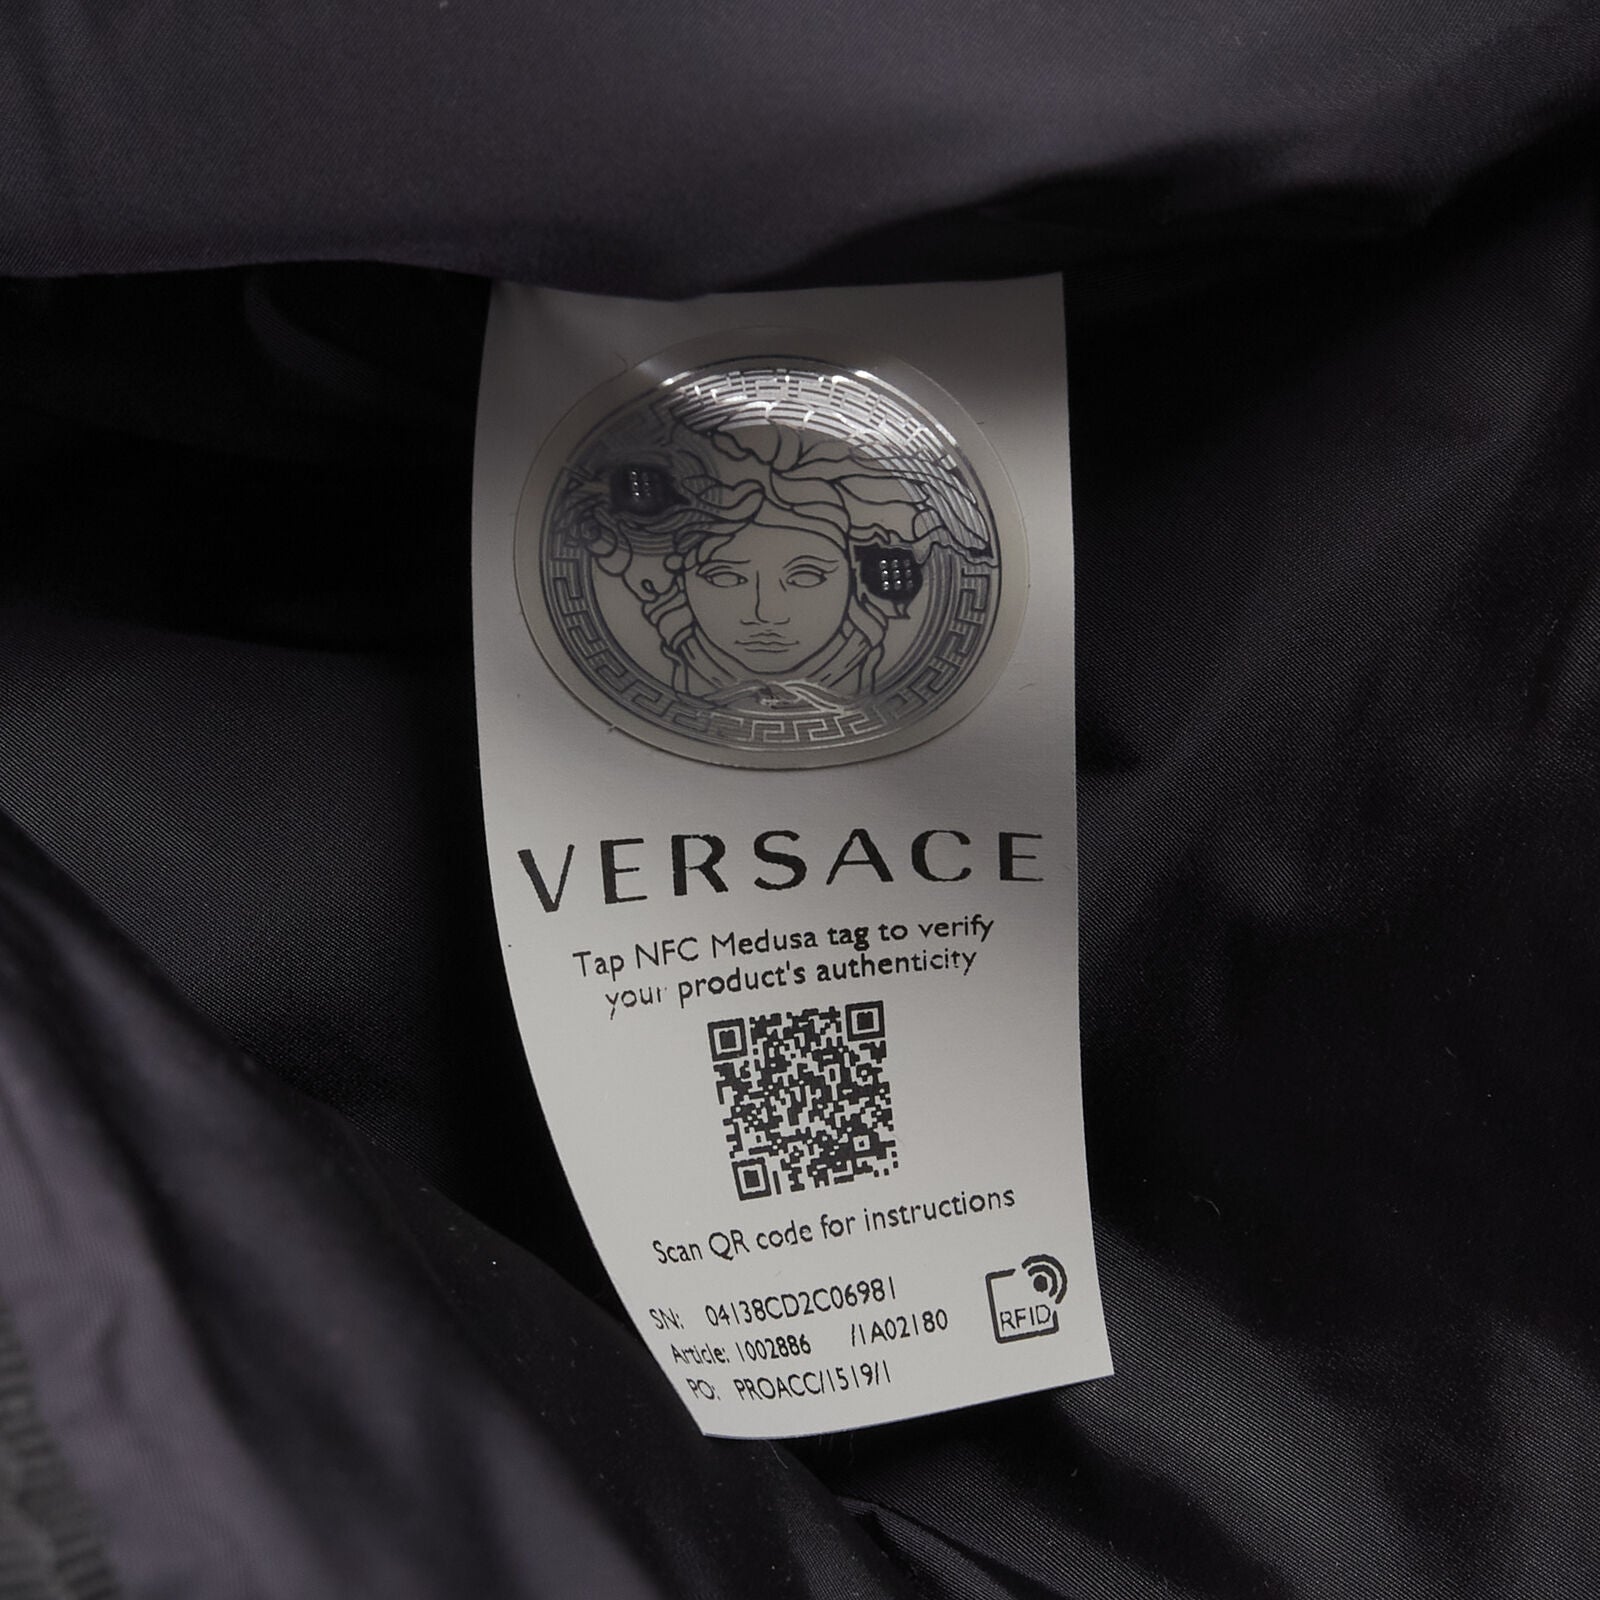 VERSACE
Tap NFC Medusa tag to verify
your product's authenticity
Scan QR code for instructions
SN: 04138CD2C06981
Article: 1002886 /1A02180
PO: PROACC/1519/1
RFID